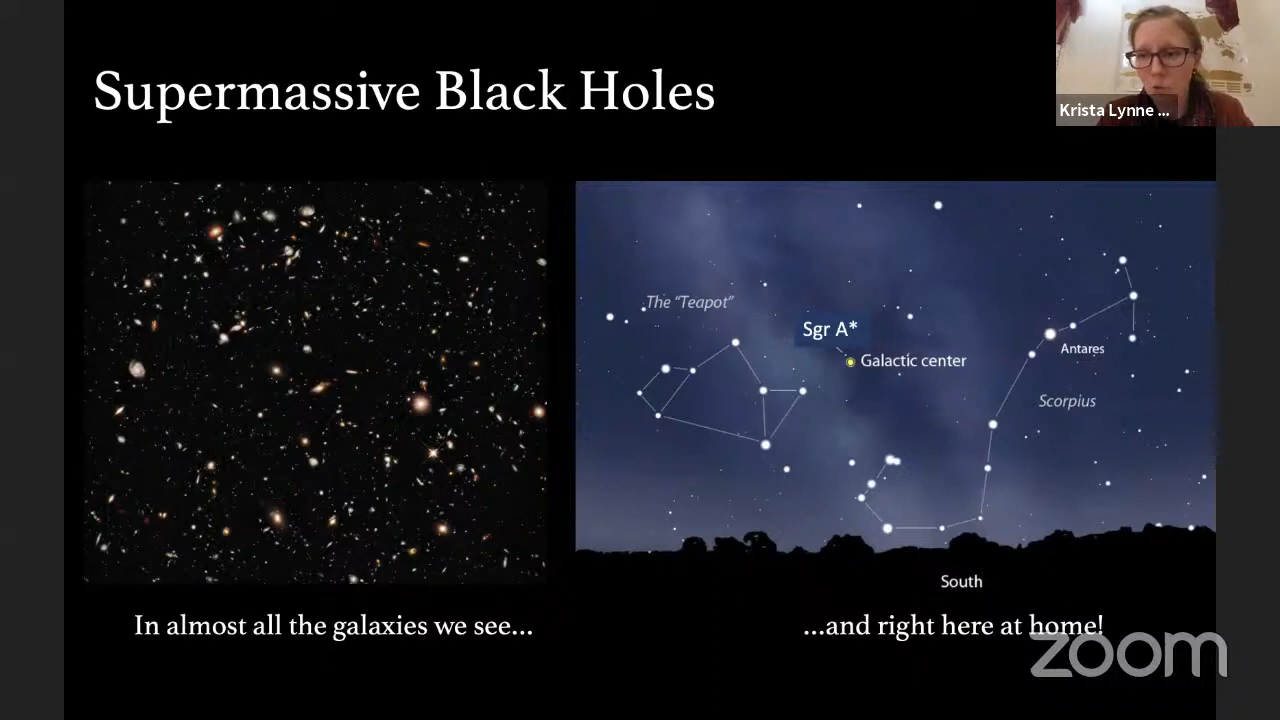 Supermassive Black Holes
Krista Lynne ...
The "Teapot"
Sgr A*
Galactic center
Antares
Scorpius
South
In almost all the galaxies we see...
...and right here at home!
zoom